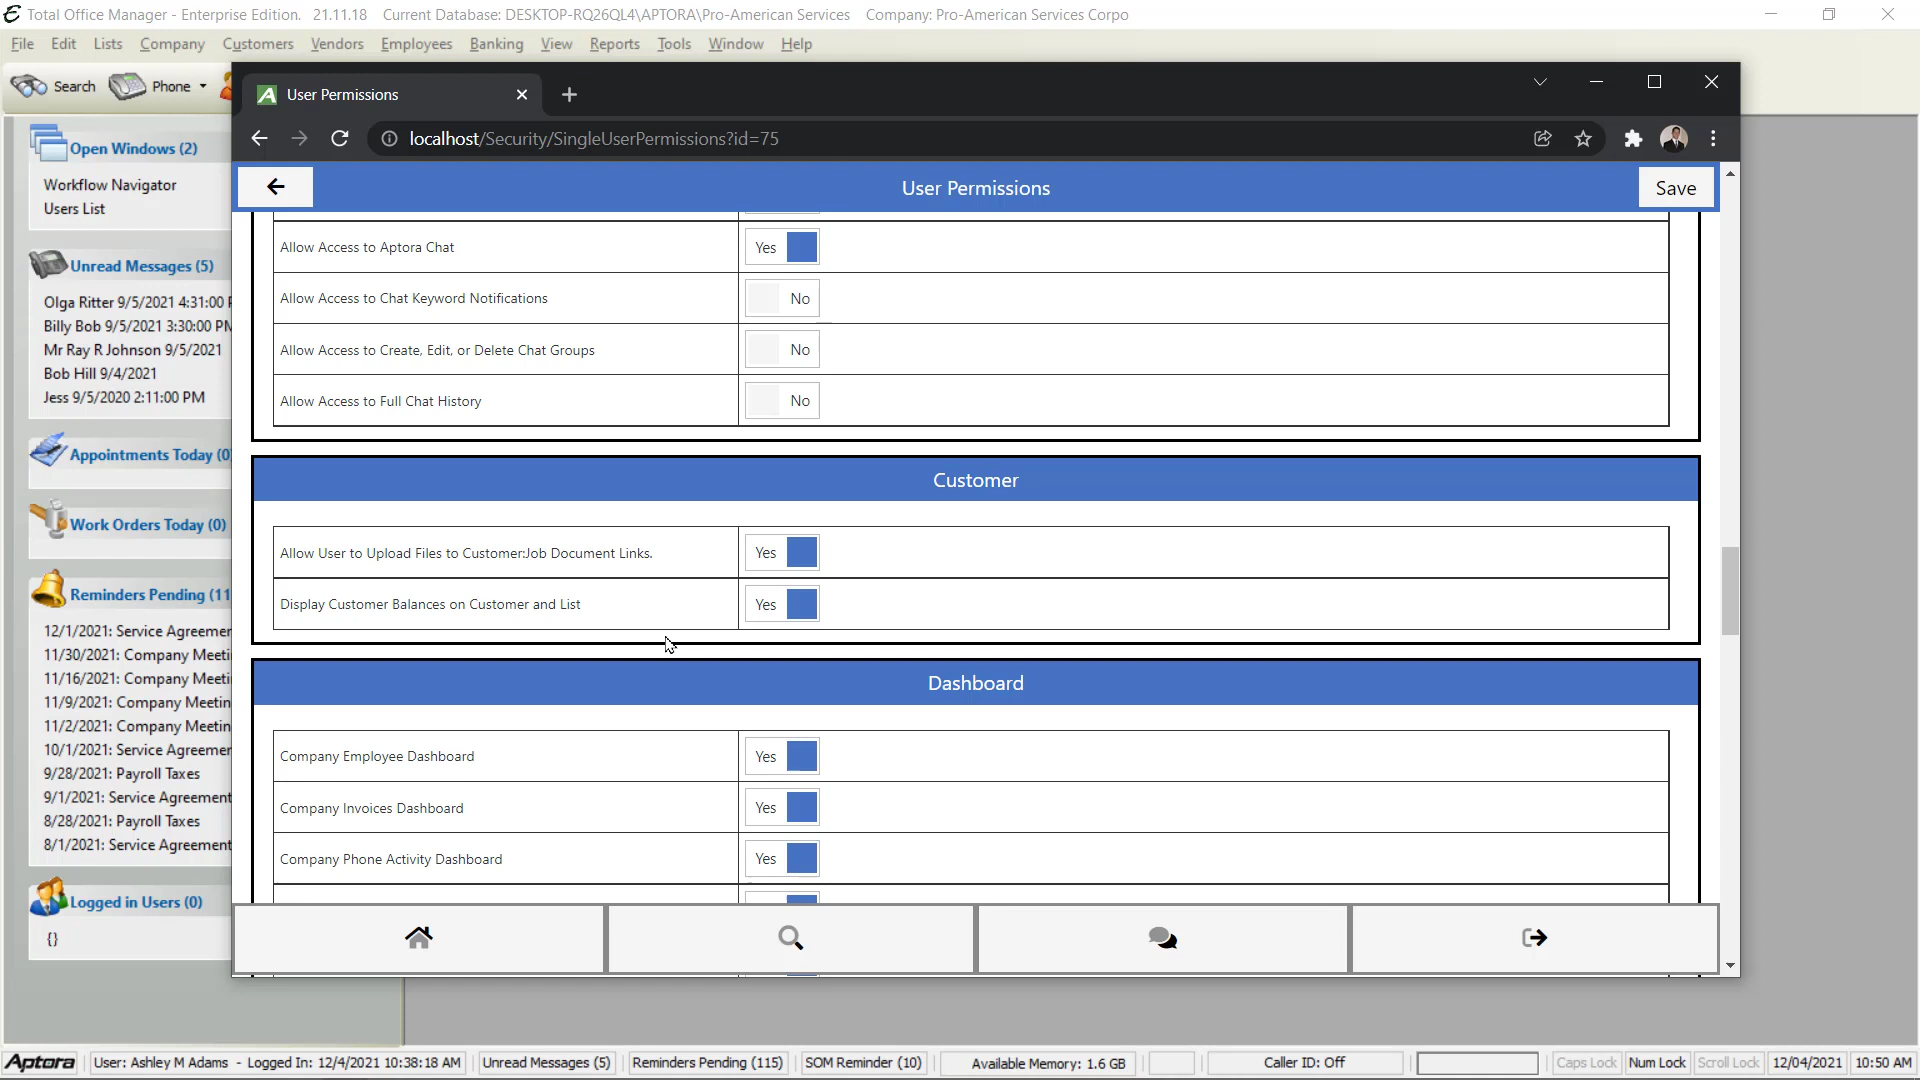 Total Office Manager - Enterprise Edition. 21.11.18 Current Database: DESKTOP-RQ26QL4\APTORA\Pro-American Services Company: Pro-American Services Corpo
File Edit Lists Company Customers Vendors Employees Banking View Reports Tools Window Help
Search Phone
User Permissions
localhost/Security/SingleUserPermissions?id=75
User Permissions
Save
Open Windows (2)
Workflow Navigator
Users List
Unread Messages (5)
Olga Ritter 9/5/2021 4:31:00
Billy Bob 9/5/2021 3:30:00 PM
Mr Ray R Johnson 9/5/2021
Bob Hill 9/4/2021
Jess 9/5/2020 2:11:00 PM
Appointments Today (0
Work Orders Today (0)
Reminders Pending (11
12/1/2021: Service Agreemer
11/30/2021: Company Meeti
11/16/2021: Company Meeti
11/9/2021: Company Meetin
11/2/2021: Company Meetin
10/1/2021: Service Agreemer
9/28/2021: Payroll Taxes
9/1/2021: Service Agreement
8/28/2021: Payroll Taxes
8/1/2021: Service Agreement
Logged in Users (0)
{}
Allow Access to Aptora Chat Yes
Allow Access to Chat Keyword Notifications No
Allow Access to Create, Edit, or Delete Chat Groups No
Allow Access to Full Chat History No
Customer
Allow User to Upload Files to Customer:Job Document Links. Yes
Display Customer Balances on Customer and List Yes
Dashboard
Company Employee Dashboard Yes
Company Invoices Dashboard Yes
Company Phone Activity Dashboard Yes
Aptora User: Ashley M Adams - Logged In: 12/4/2021 10:38:18 AM Unread Messages (5) Reminders Pending (115) SOM Reminder (10) Available Memory: 1.6 GB Caller ID: Off Caps Lock Num Lock Scroll Lock 12/04/2021 10:50 AM